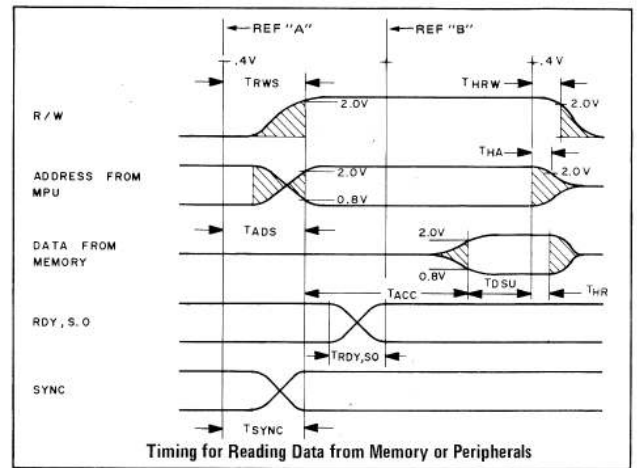 REF "A"
REF "B"
.4V
.4V
TRWS
THRW
R/W
2.0V
2.0V
THA
ADDRESS FROM
MPU
2.0V
2.0V
0.8V
TADS
DATA FROM
MEMORY
2.0V
0.8V
TACC
TDSU
THR
RDY, S.O
TRDY,SO
SYNC
TSYNC
Timing for Reading Data from Memory or Peripherals